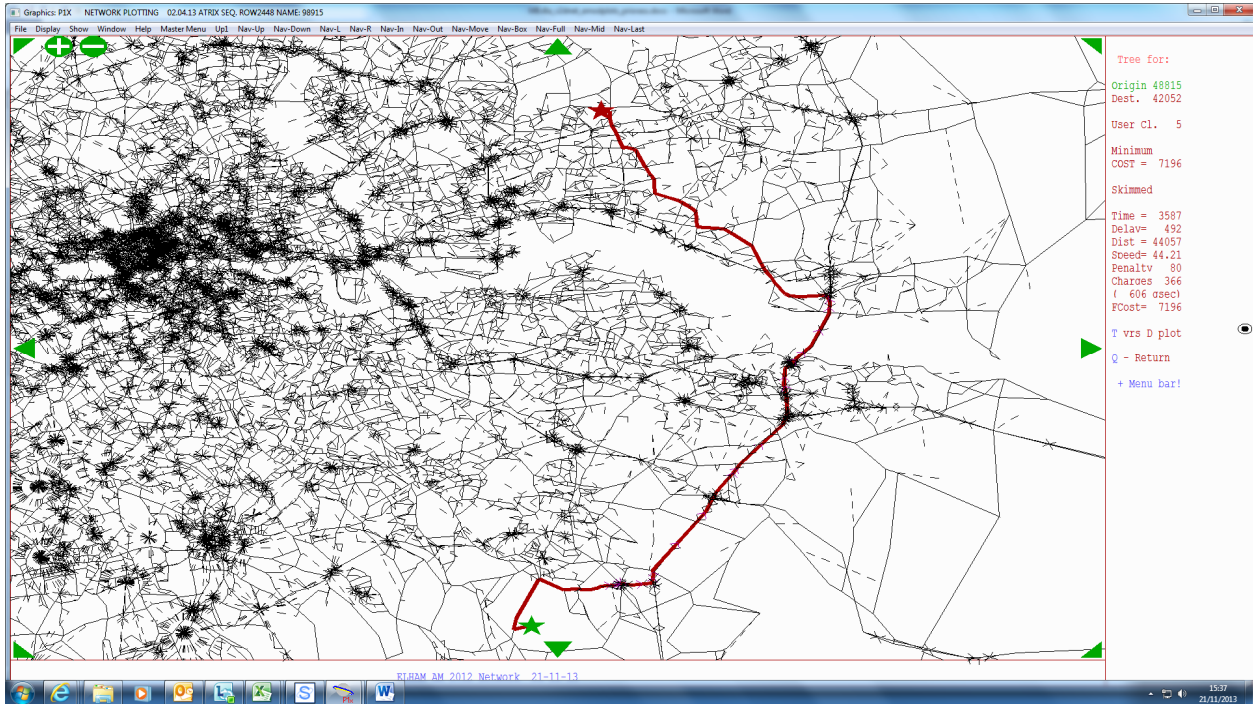 Graphics: P1X NETWORK PLOTTING 02.04.13 ATRIX SEQ. ROW2448 NAME: 98915
File Display Show Window Help Master Menu Up1 Nav-Up Nav-Down Nav-L Nav-R Nav-In Nav-Out Nav-Move Nav-Box Nav-Full Nav-Mid Nav-Last
Tree for:
Origin 48815
Dest. 42052
User Cl. 5
Minimum
COST = 7196
Skimmed
Time = 3587
Delay= 492
Dist = 44057
Speed= 44.21
Penalty 80
Charges 366
( 606 gsec)
FCost= 7196
T vrs D plot
Q - Return
+ Menu bar!
ELHAM AM 2012 Network 21-11-13
15:37
21/11/2013